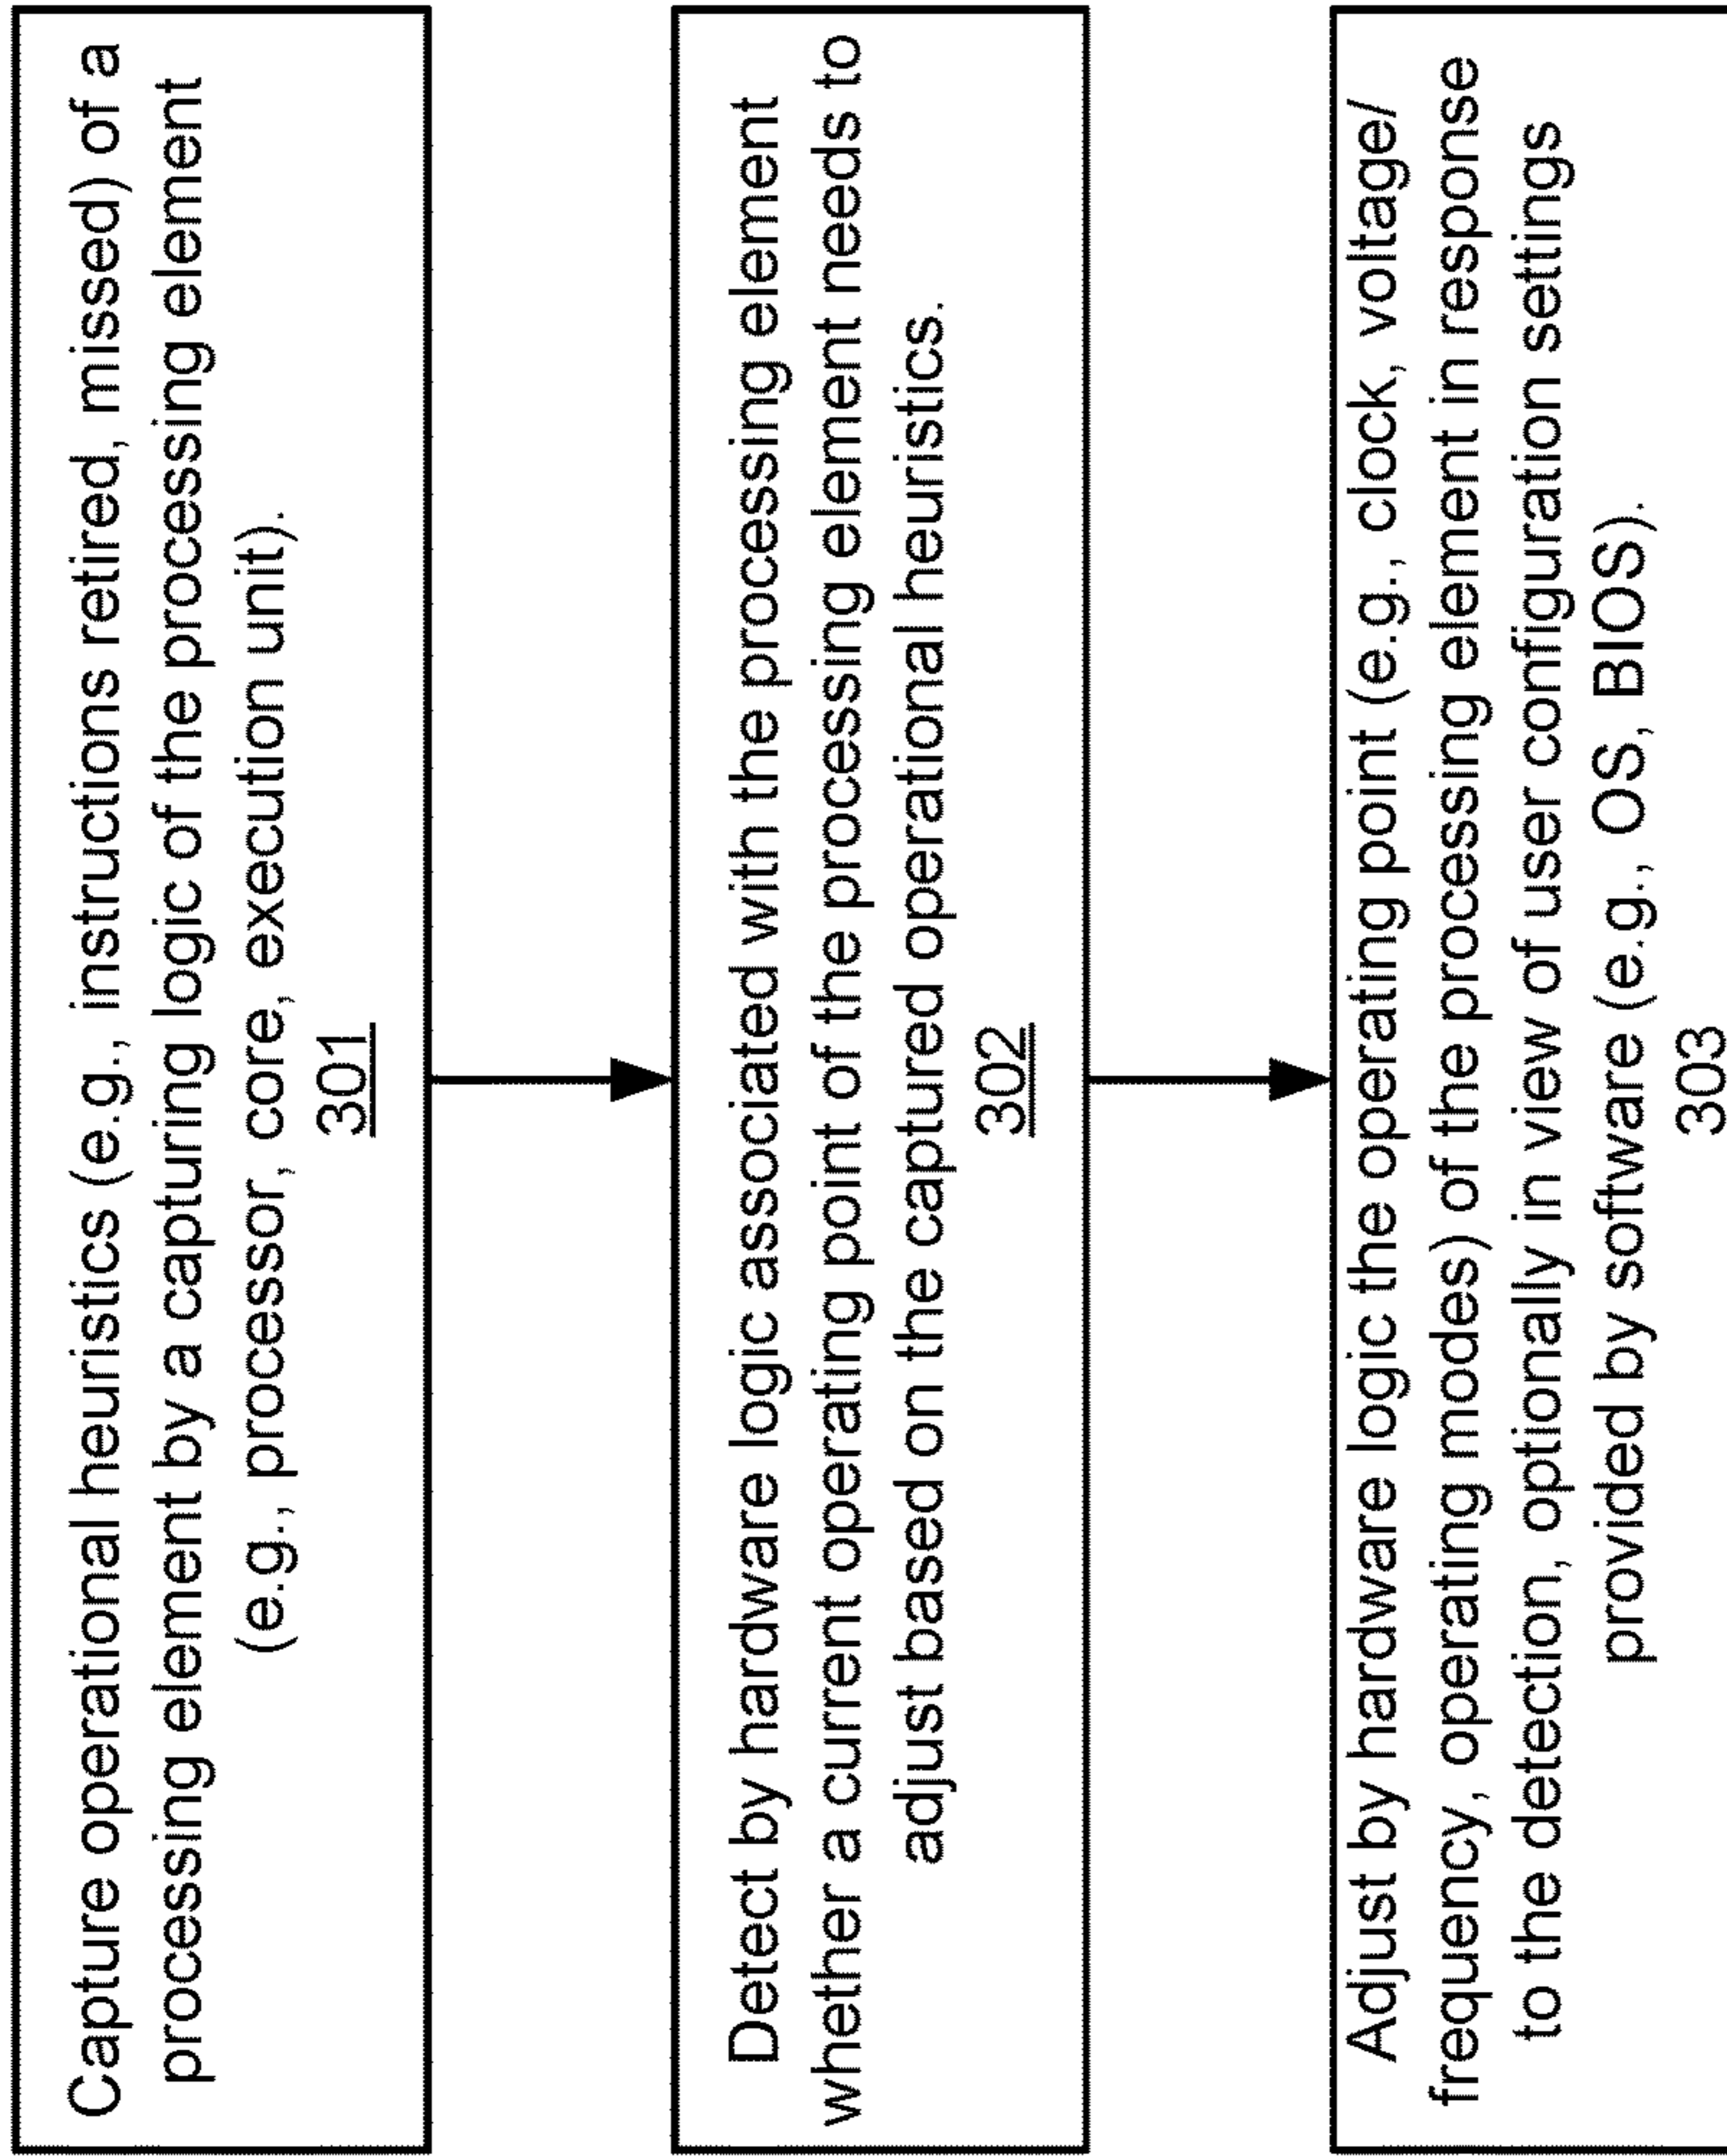 Capture operational heuristics (e.g., instructions retired, missed) of a
processing element by a capturing logic of the processing element
(e.g., processor, core, execution unit).
301
Detect by hardware logic associated with the processing element
whether a current operating point of the processing element needs to
adjust based on the captured operational heuristics.
302
Adjust by hardware logic the operating point (e.g., clock, voltage/
frequency, operating modes) of the processing element in response
to the detection, optionally in view of user configuration settings
provided by software (e.g., OS, BIOS).
303